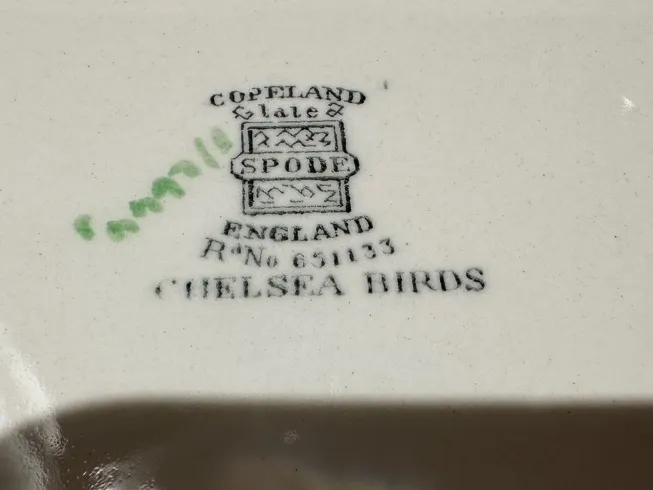 COPELAND
late
SPODE
ENGLAND
RdNo 651133
CHELSEA BIRDS